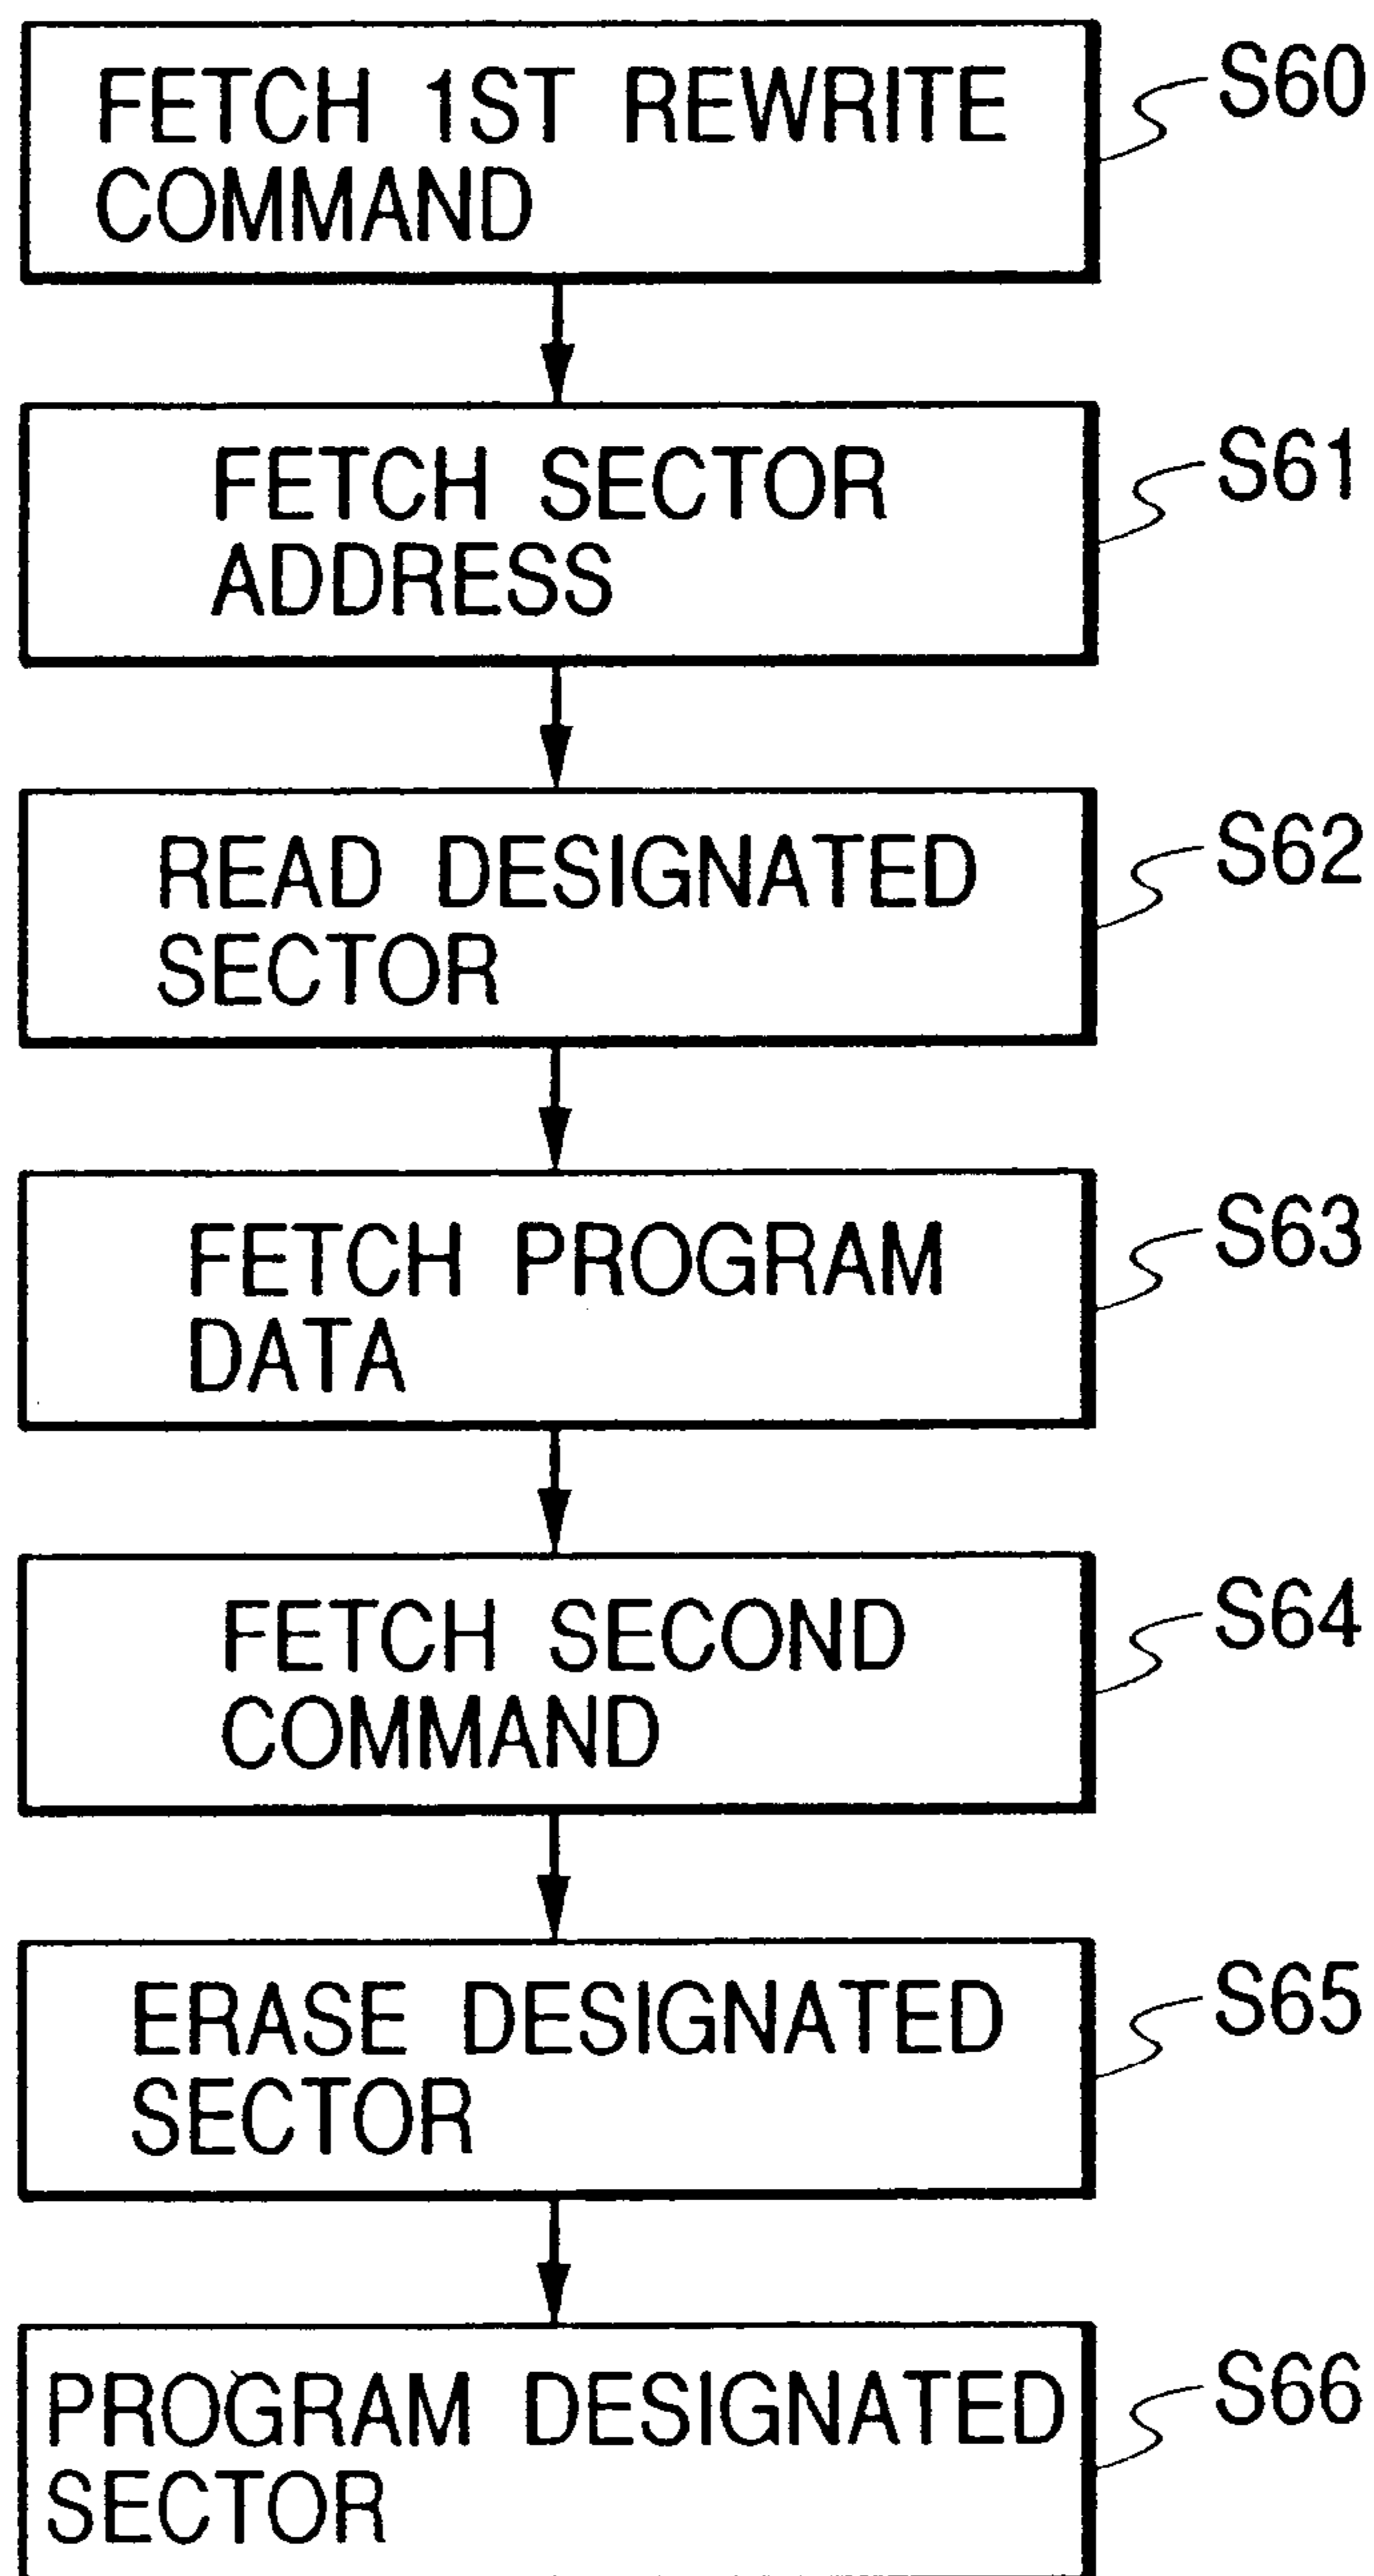 FETCH 1ST REWRITE
COMMAND
S60
FETCH SECTOR
ADDRESS
S61
READ DESIGNATED
SECTOR
S62
FETCH PROGRAM
DATA
S63
FETCH SECOND
COMMAND
S64
ERASE DESIGNATED
SECTOR
S65
PROGRAM DESIGNATED
SECTOR
S66